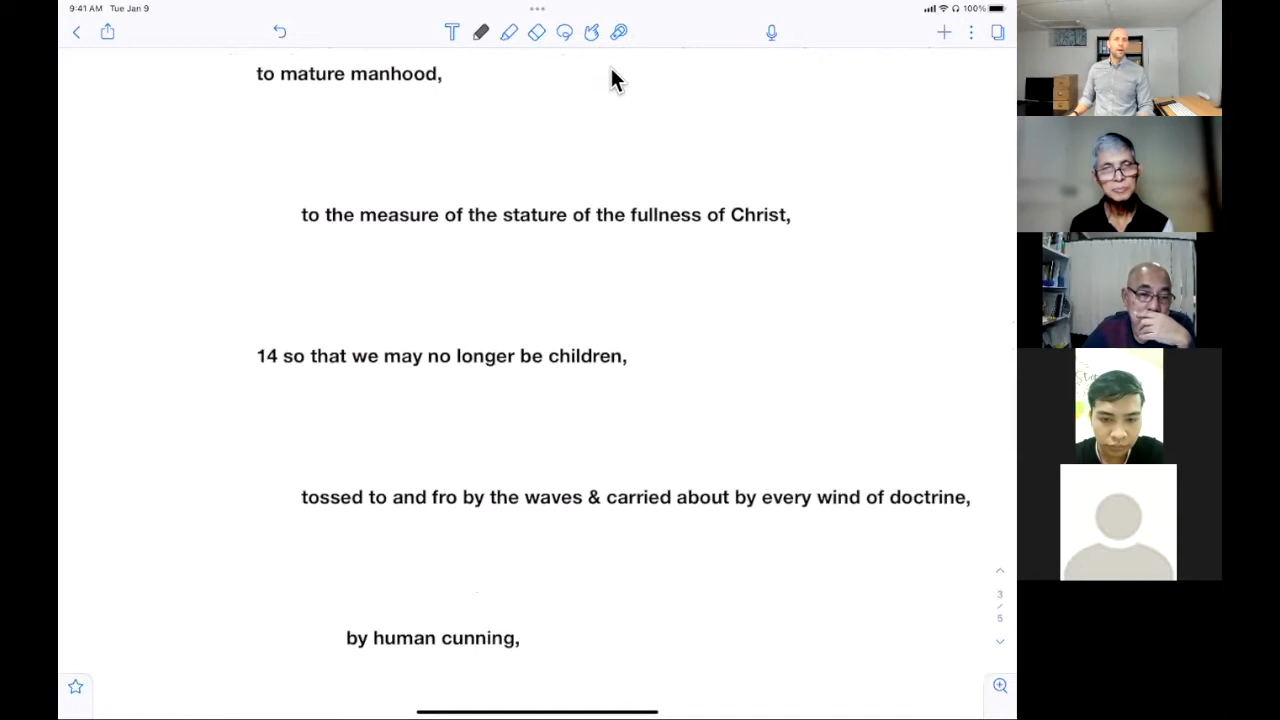 9:41 AM Tue Jan 9
100%
to mature manhood,
to the measure of the stature of the fullness of Christ,
14 so that we may no longer be children,
tossed to and fro by the waves & carried about by every wind of doctrine,
3
/
5
by human cunning,